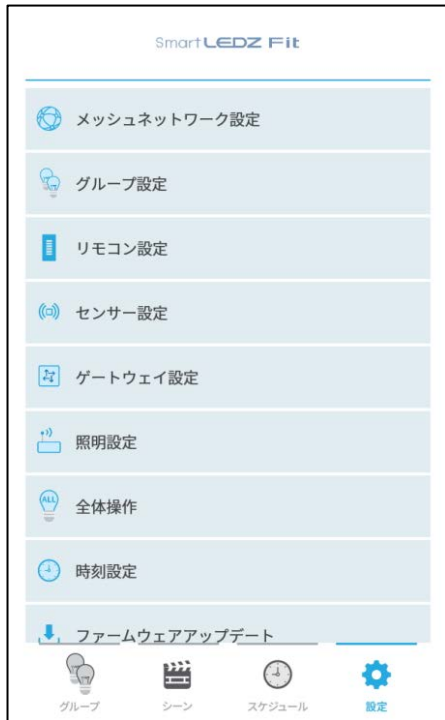 Smart LEDZ Fit
メッシュネットワーク設定
グループ設定
リモコン設定
センサー設定
ゲートウェイ設定
照明設定
ALL
全体操作
時刻設定
ファームウェアアップデート
グループ
シーン
スケジュール
設定